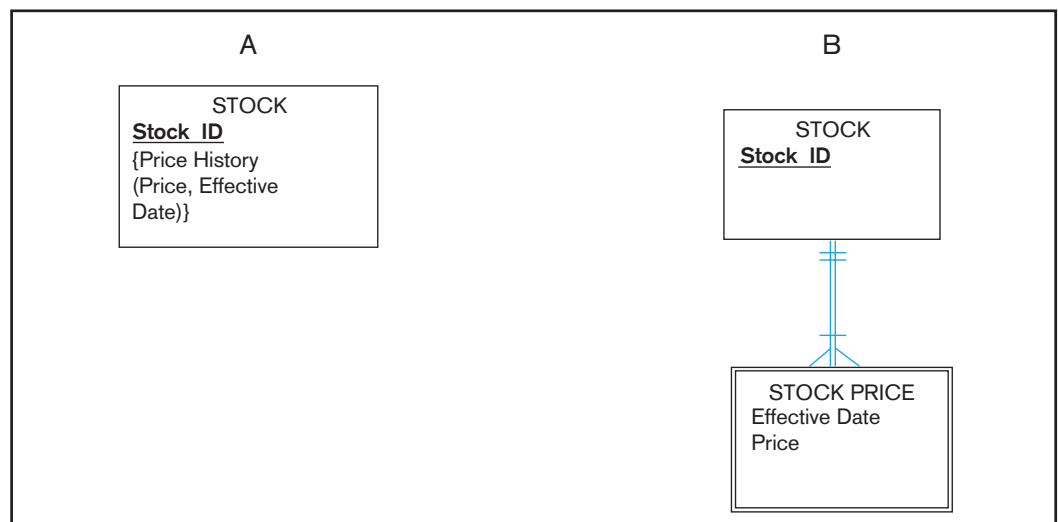 A
STOCK
Stock ID
{Price History
(Price, Effective
Date)}
B
STOCK
Stock ID
STOCK PRICE
Effective Date
Price